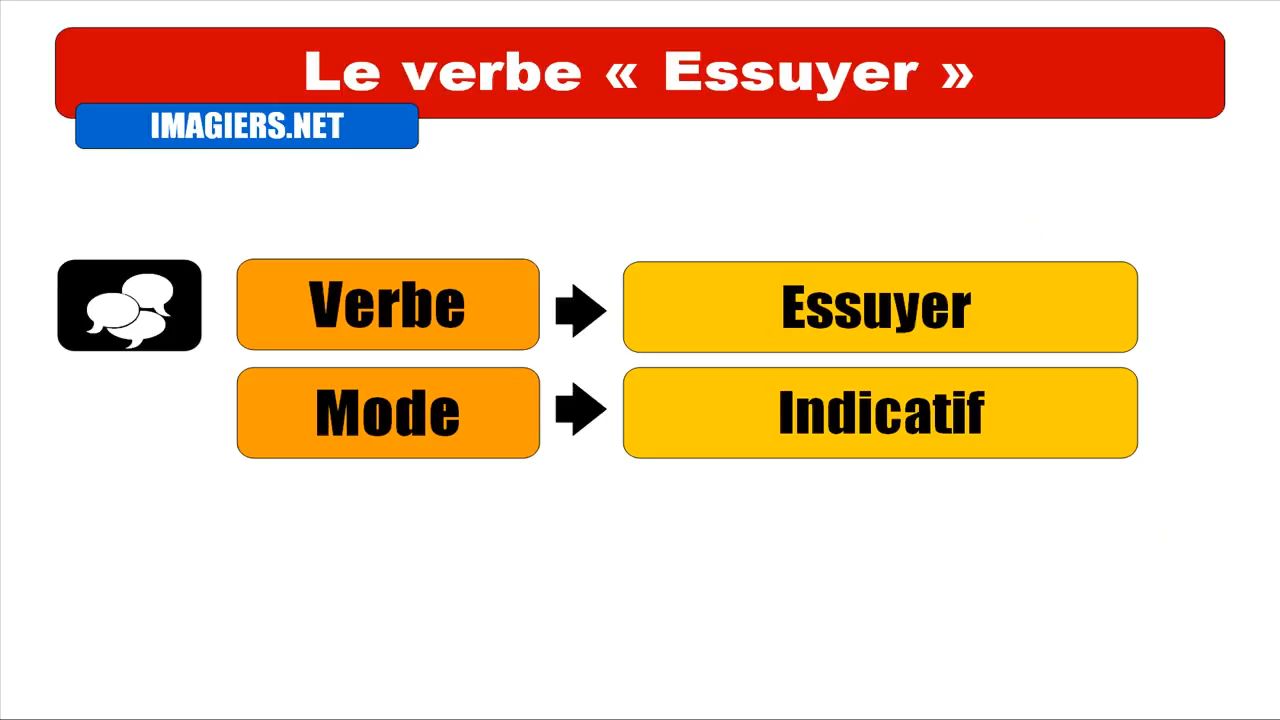 Le verbe « Essuyer »
IMAGIERS.NET
Verbe Essuyer
Mode Indicatif